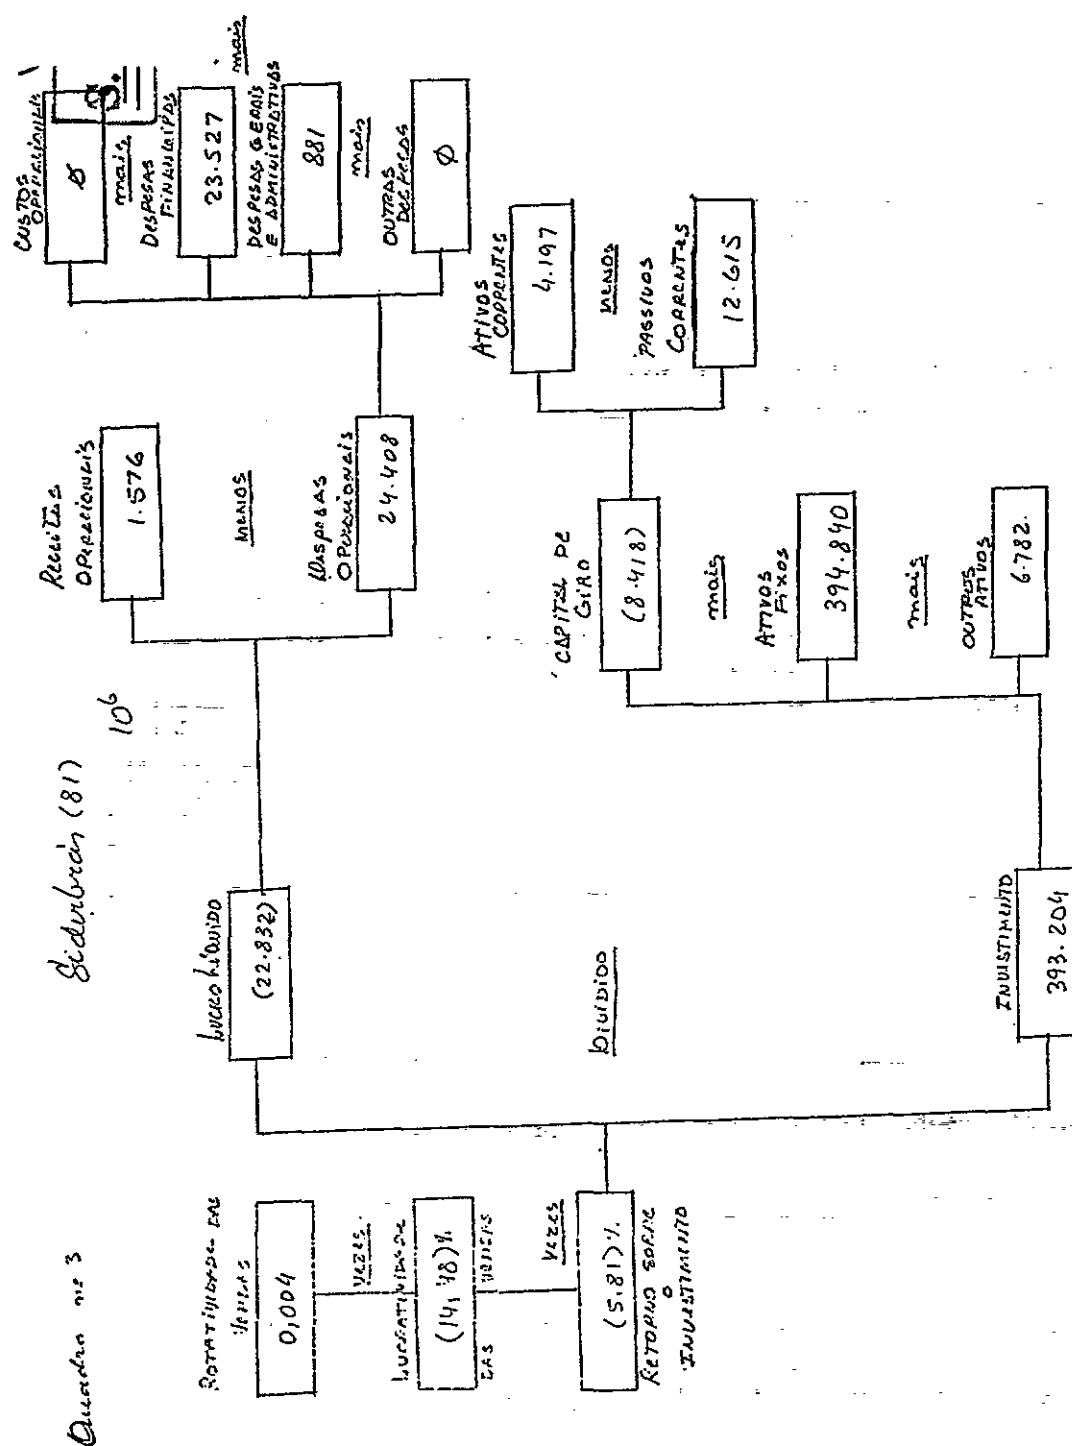 Quadro nº 3
Siderbrás (81)
10⁶
ROTATIVIDADE DAS
VENDAS
0,004
VEZES.
LUCRATIVIDADE
(14,48)%
DAS VENDAS
VEZES
(5.81)%
RETORNO SOBRE
O
INVESTIMENTO
LUCRO LÍQUIDO
(22.832)
DIVIDIDO
INVESTIMENTO
393.204
Receitas
OPERACIONAIS
1.576
MENOS
DESPESAS
OPERACIONAIS
24.408
CAPITAL DE
GIRO
(8.418)
mais
ATIVOS
FIXOS
394.840
mais
OUTROS
ATIVOS
6.782.
CUSTOS
OPERACIONAIS
Ø
3.
mais
DESPESAS
FINANCEIRAS
23.527
mais
DESPESAS GERAIS
E ADMINISTRATIVAS
881
mais
OUTRAS
DESPESAS
Ø
ATIVOS
CORRENTES
4.197
MENOS
PASSIVOS
CORRENTES
12.615